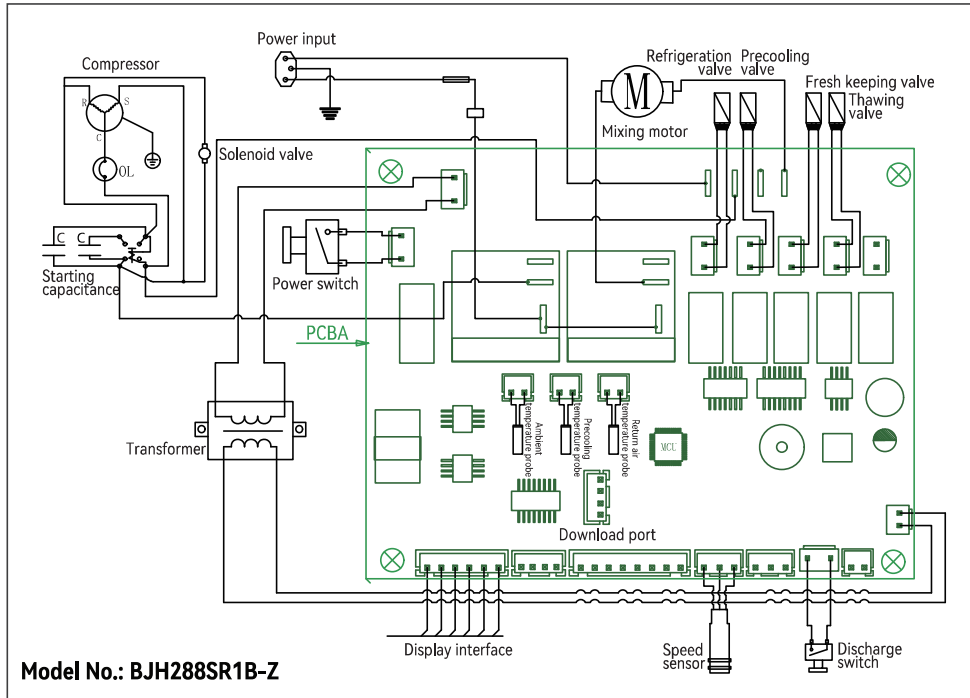 Power input
Compressor
R
S
C
OL
Solenoid valve
C
C
Starting
capacitance
Power switch
M
Mixing motor
Refrigeration
valve
Precooling
valve
Fresh keeping valve
Thawing
valve
PCBA
Transformer
Ambient
temperature probe
Precooling
temperature probe
Return air
temperature probe
MCU
Download port
Display interface
Speed
sensor
Discharge
switch
Model No.: BJH288SR1B-Z